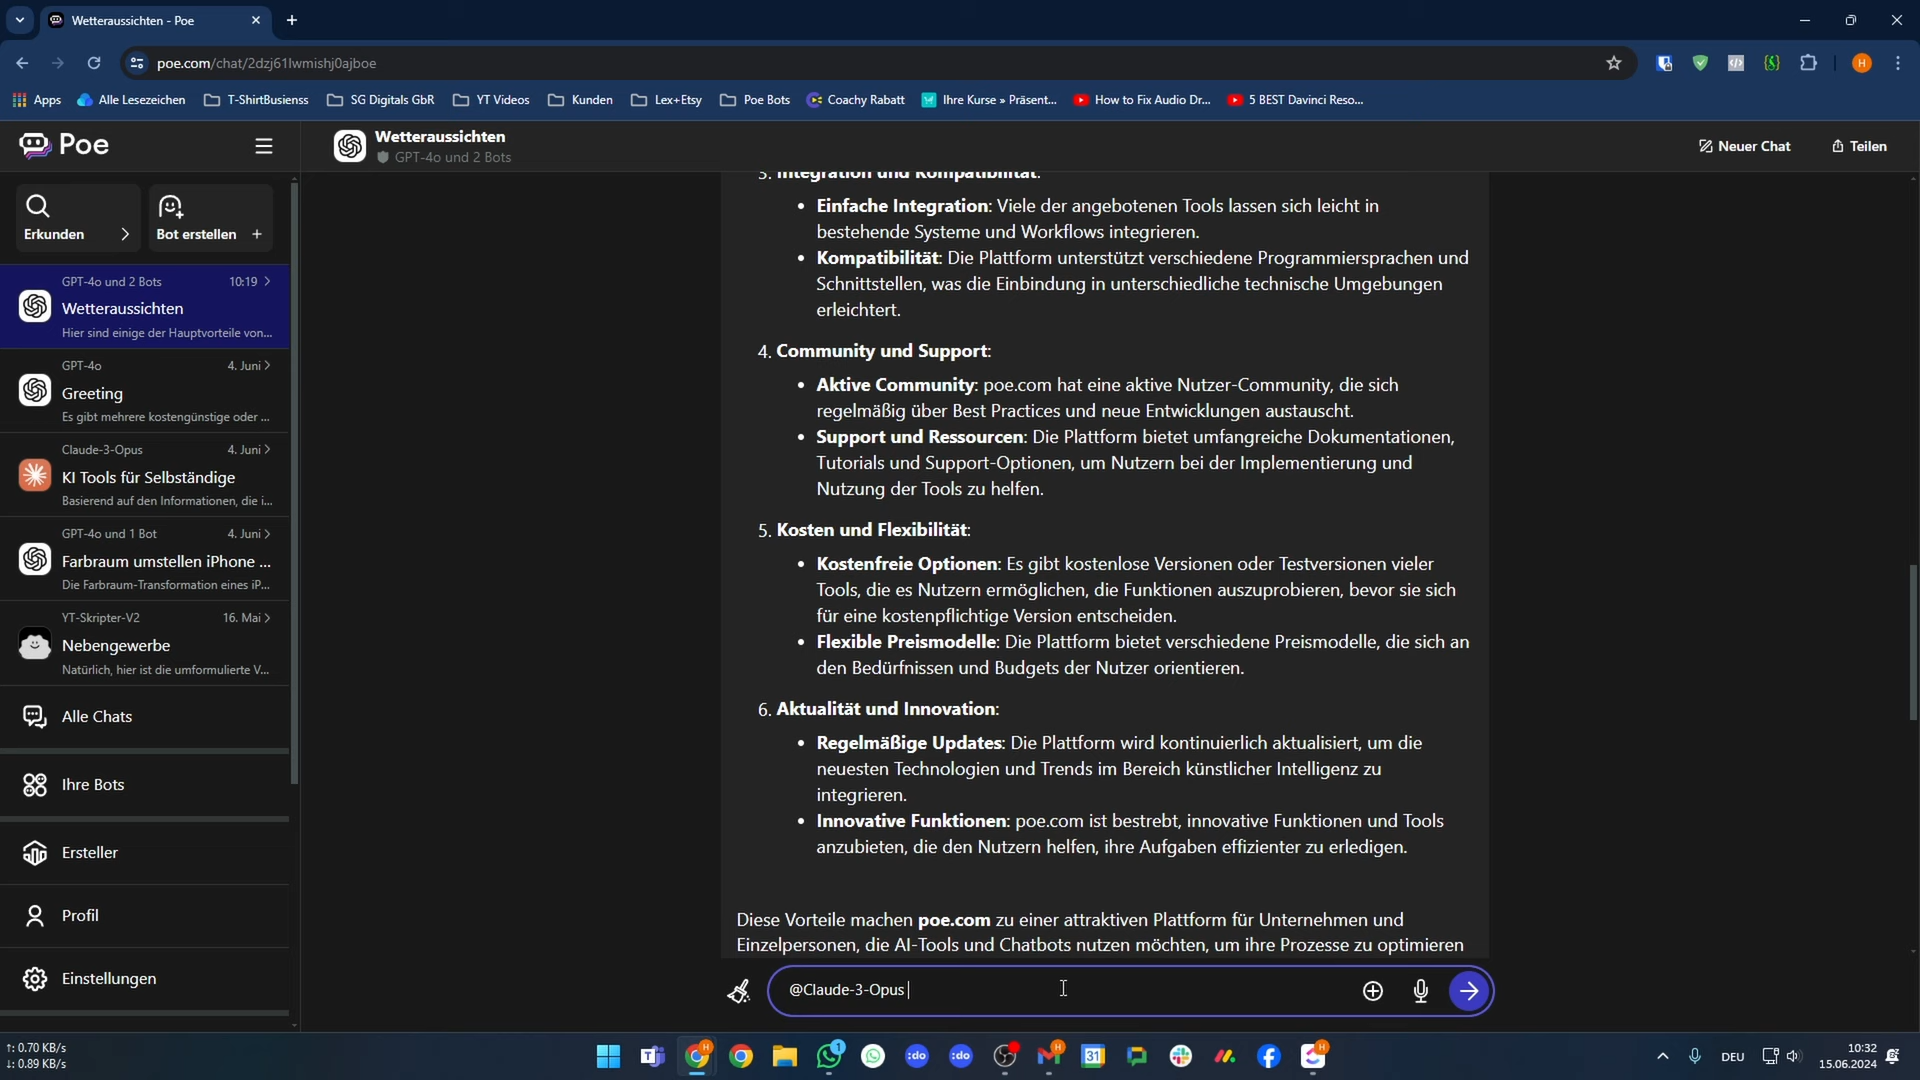 Wetteraussichten - Poe
poe.com/chat/2dzj61lwmishj0ajboe
Apps
Alle Lesezeichen
T-ShirtBusienss
SG Digitals GbR
YT Videos
Kunden
Lex+Etsy
Poe Bots
Coachy Rabatt
Ihre Kurse » Präsent...
How to Fix Audio Dr...
5 BEST Davinci Reso...
H
Poe
Wetteraussichten
GPT-4o und 2 Bots
Neuer Chat
Teilen
Erkunden
Bot erstellen +
GPT-4o und 2 Bots 10:19
Wetteraussichten
Hier sind einige der Hauptvorteile von...
GPT-4o 4. Juni
Greeting
Es gibt mehrere kostengünstige oder ...
Claude-3-Opus 4. Juni
KI Tools für Selbständige
Basierend auf den Informationen, die i...
GPT-4o und 1 Bot 4. Juni
Farbraum umstellen iPhone ...
Die Farbraum-Transformation eines iP...
YT-Skripter-V2 16. Mai
Nebengewerbe
Natürlich, hier ist die umformulierte V...
Alle Chats
Ihre Bots
Ersteller
Profil
Einstellungen
3. Integration und Kompatibilität:
• Einfache Integration: Viele der angebotenen Tools lassen sich leicht in
bestehende Systeme und Workflows integrieren.
• Kompatibilität: Die Plattform unterstützt verschiedene Programmiersprachen und
Schnittstellen, was die Einbindung in unterschiedliche technische Umgebungen
erleichtert.
4. Community und Support:
• Aktive Community: poe.com hat eine aktive Nutzer-Community, die sich
regelmäßig über Best Practices und neue Entwicklungen austauscht.
• Support und Ressourcen: Die Plattform bietet umfangreiche Dokumentationen,
Tutorials und Support-Optionen, um Nutzern bei der Implementierung und
Nutzung der Tools zu helfen.
5. Kosten und Flexibilität:
• Kostenfreie Optionen: Es gibt kostenlose Versionen oder Testversionen vieler
Tools, die es Nutzern ermöglichen, die Funktionen auszuprobieren, bevor sie sich
für eine kostenpflichtige Version entscheiden.
• Flexible Preismodelle: Die Plattform bietet verschiedene Preismodelle, die sich an
den Bedürfnissen und Budgets der Nutzer orientieren.
6. Aktualität und Innovation:
• Regelmäßige Updates: Die Plattform wird kontinuierlich aktualisiert, um die
neuesten Technologien und Trends im Bereich künstlicher Intelligenz zu
integrieren.
• Innovative Funktionen: poe.com ist bestrebt, innovative Funktionen und Tools
anzubieten, die den Nutzern helfen, ihre Aufgaben effizienter zu erledigen.
Diese Vorteile machen poe.com zu einer attraktiven Plattform für Unternehmen und
Einzelpersonen, die AI-Tools und Chatbots nutzen möchten, um ihre Prozesse zu optimieren
@Claude-3-Opus
↑: 0.70 KB/s
↓: 0.89 KB/s
:do
:do
31
DEU
10:32
15.06.2024